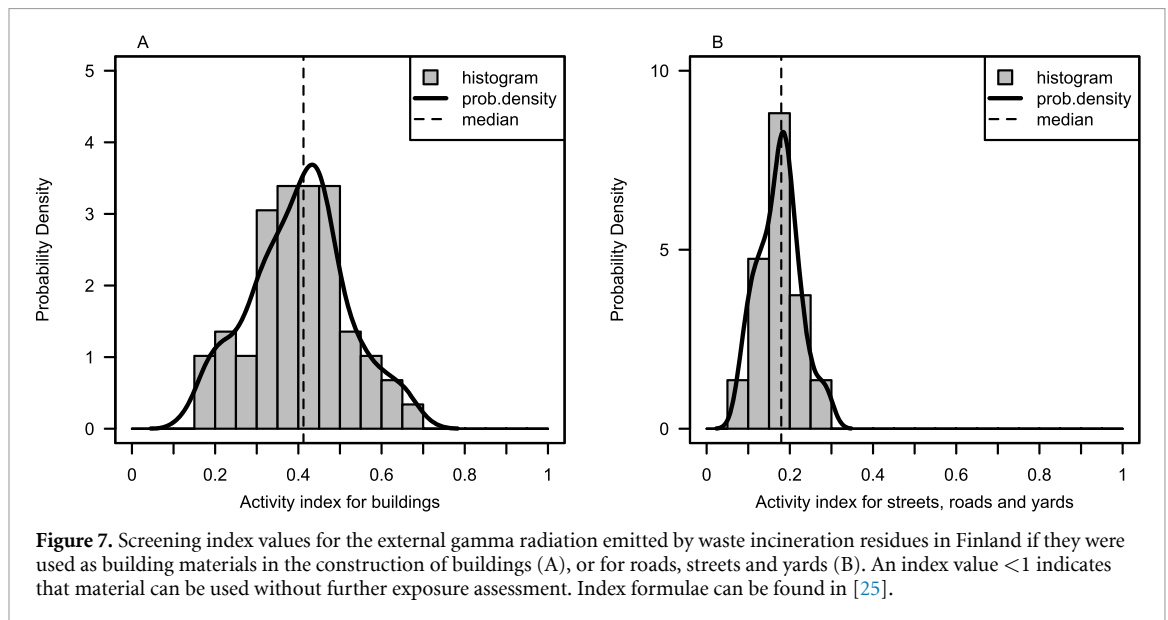 A
5
4
3
2
1
0
Probability Density
histogram
prob.density
median
0
0.2
0.4
0.6
0.8
1
Activity index for buildings
B
10
5
0
Probability Density
histogram
prob.density
median
0
0.2
0.4
0.6
0.8
1
Activity index for streets, roads and yards
Figure 7. Screening index values for the external gamma radiation emitted by waste incineration residues in Finland if they were
used as building materials in the construction of buildings (A), or for roads, streets and yards (B). An index value <1 indicates
that material can be used without further exposure assessment. Index formulae can be found in [25].